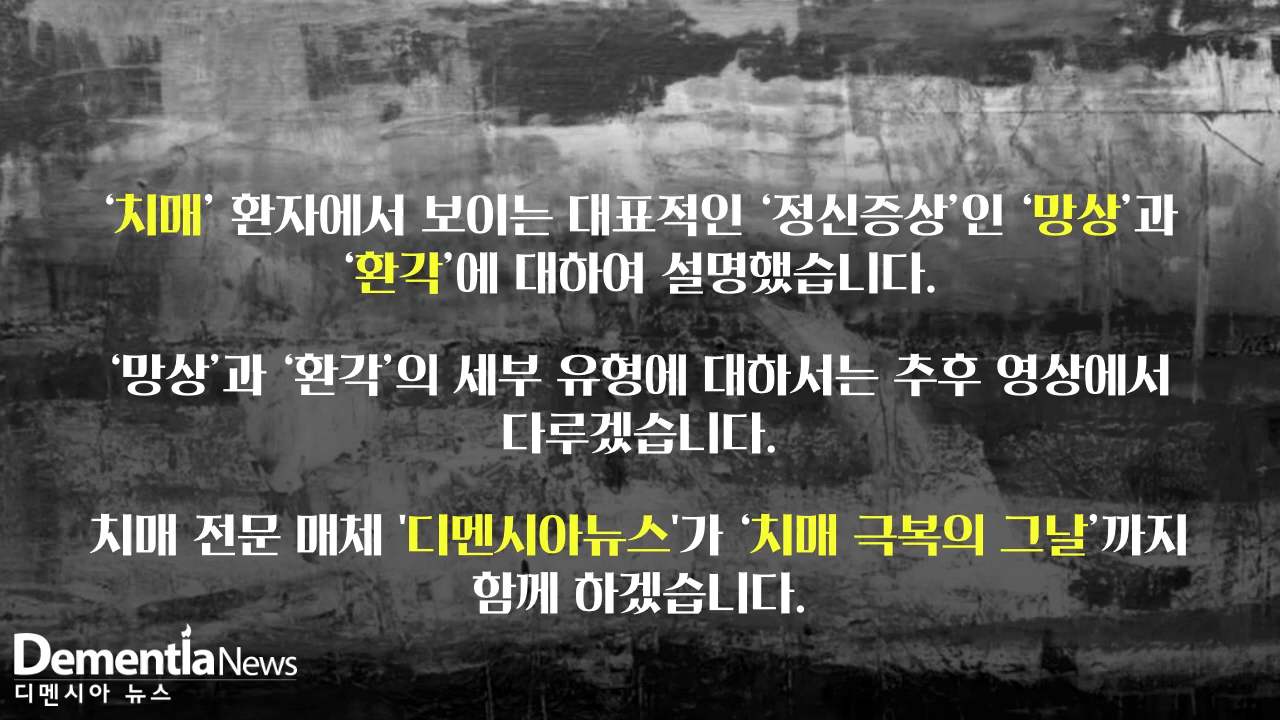 ‘치매’ 환자에서 보이는 대표적인 ‘정신증상’인 ‘망상’과
‘환각’에 대하여 설명했습니다.
‘망상’과 ‘환각’의 세부 유형에 대하서는 추후 영상에서
다루겠습니다.
치매 전문 매체 '디멘시아뉴스'가 ‘치매 극복의 그날’까지
함께 하겠습니다.
Dementia News
디멘시아 뉴스